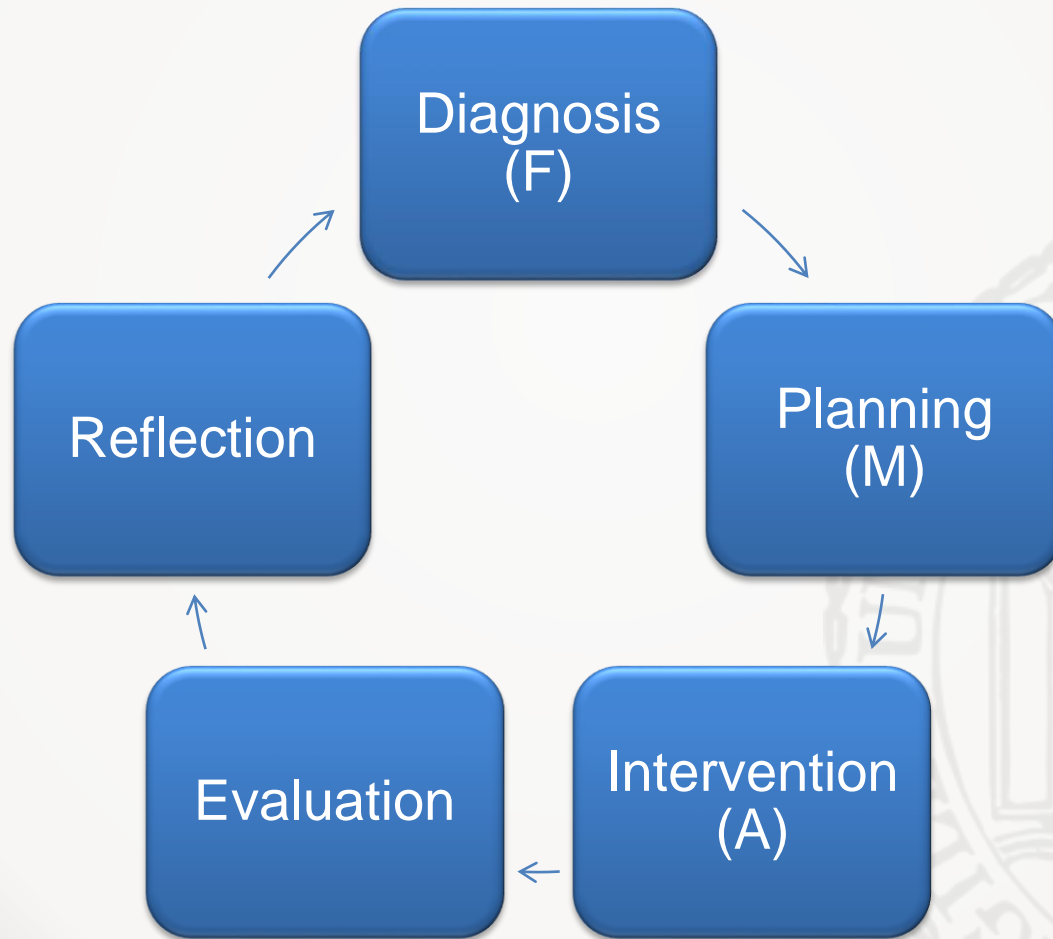 Diagnosis
(F)
Planning
(M)
Intervention
(A)
Evaluation
Reflection